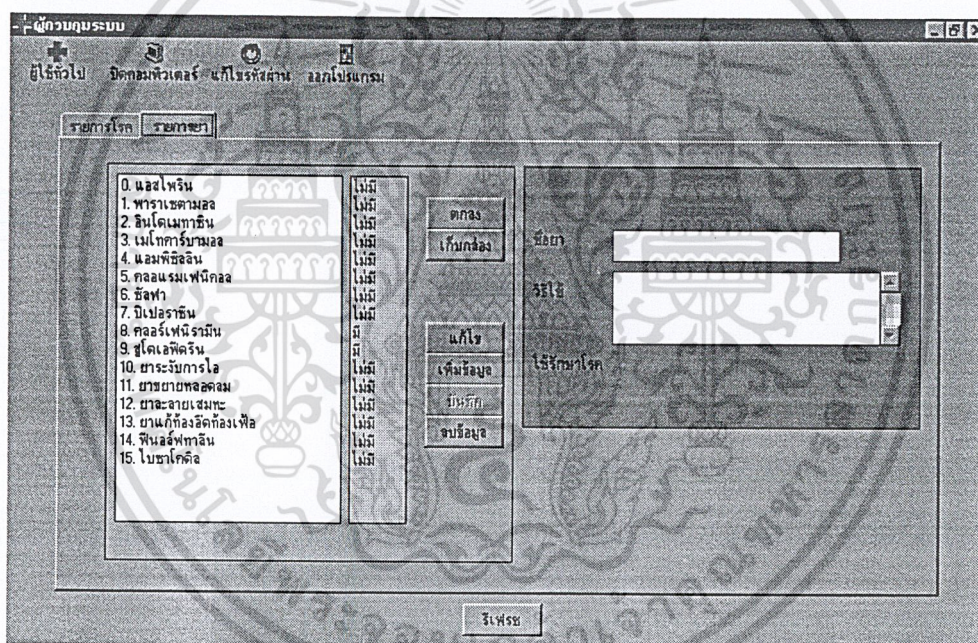 ผู้ควบคุมระบบ
ผู้ใช้ทั่วไป ปิดคอมพิวเตอร์ แก้ไขรหัสผ่าน ออกโปรแกรม
รายการโรค รายการยา
0. แอสไพริน ไม่มี
1. พาราเซตามอล ไม่มี
2. อินโดเมทาซิน ไม่มี
3. เมโทคาร์บามอล ไม่มี
4. แอมพิซิลลิน ไม่มี
5. คลอแรมเฟนิคอล ไม่มี
6. ซัลฟา ไม่มี
7. ปิเปอราซีน ไม่มี
8. คลอร์เฟนิรามีน มี
9. ซูโดเอฟิดริน มี
10. ยาระงับการไอ ไม่มี
11. ยาขยายหลอดลม ไม่มี
12. ยาละลายเสมหะ ไม่มี
13. ยาแก้ท้องอืดท้องเฟ้อ ไม่มี
14. ฟีนอล์ฟทาลีน ไม่มี
15. ไบซาโคดิล ไม่มี
ตกลง
เก็บกล่อง
แก้ไข
เพิ่มข้อมูล
บันทึก
ลบข้อมูล
ชื่อยา
วิธีใช้
ใช้รักษาโรค
รีเฟรช